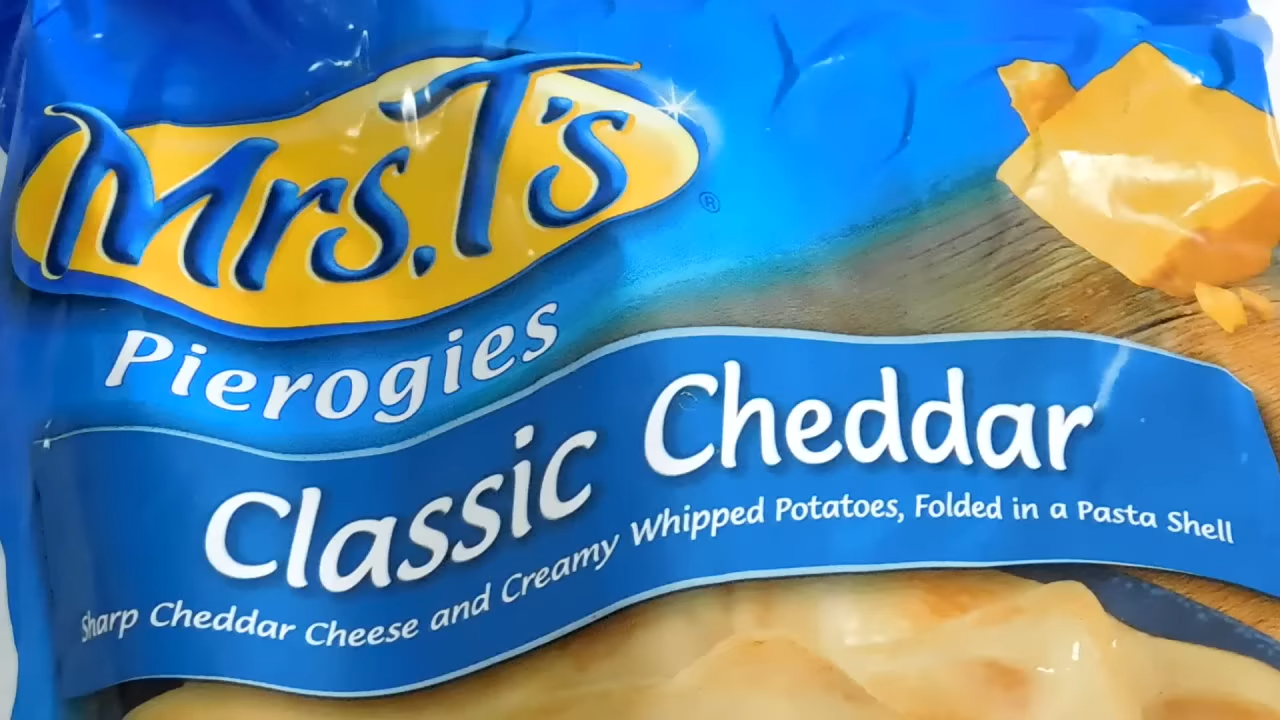 Mrs. T's ®
Pierogies
Classic Cheddar
Sharp Cheddar Cheese and Creamy Whipped Potatoes, Folded in a Pasta Shell